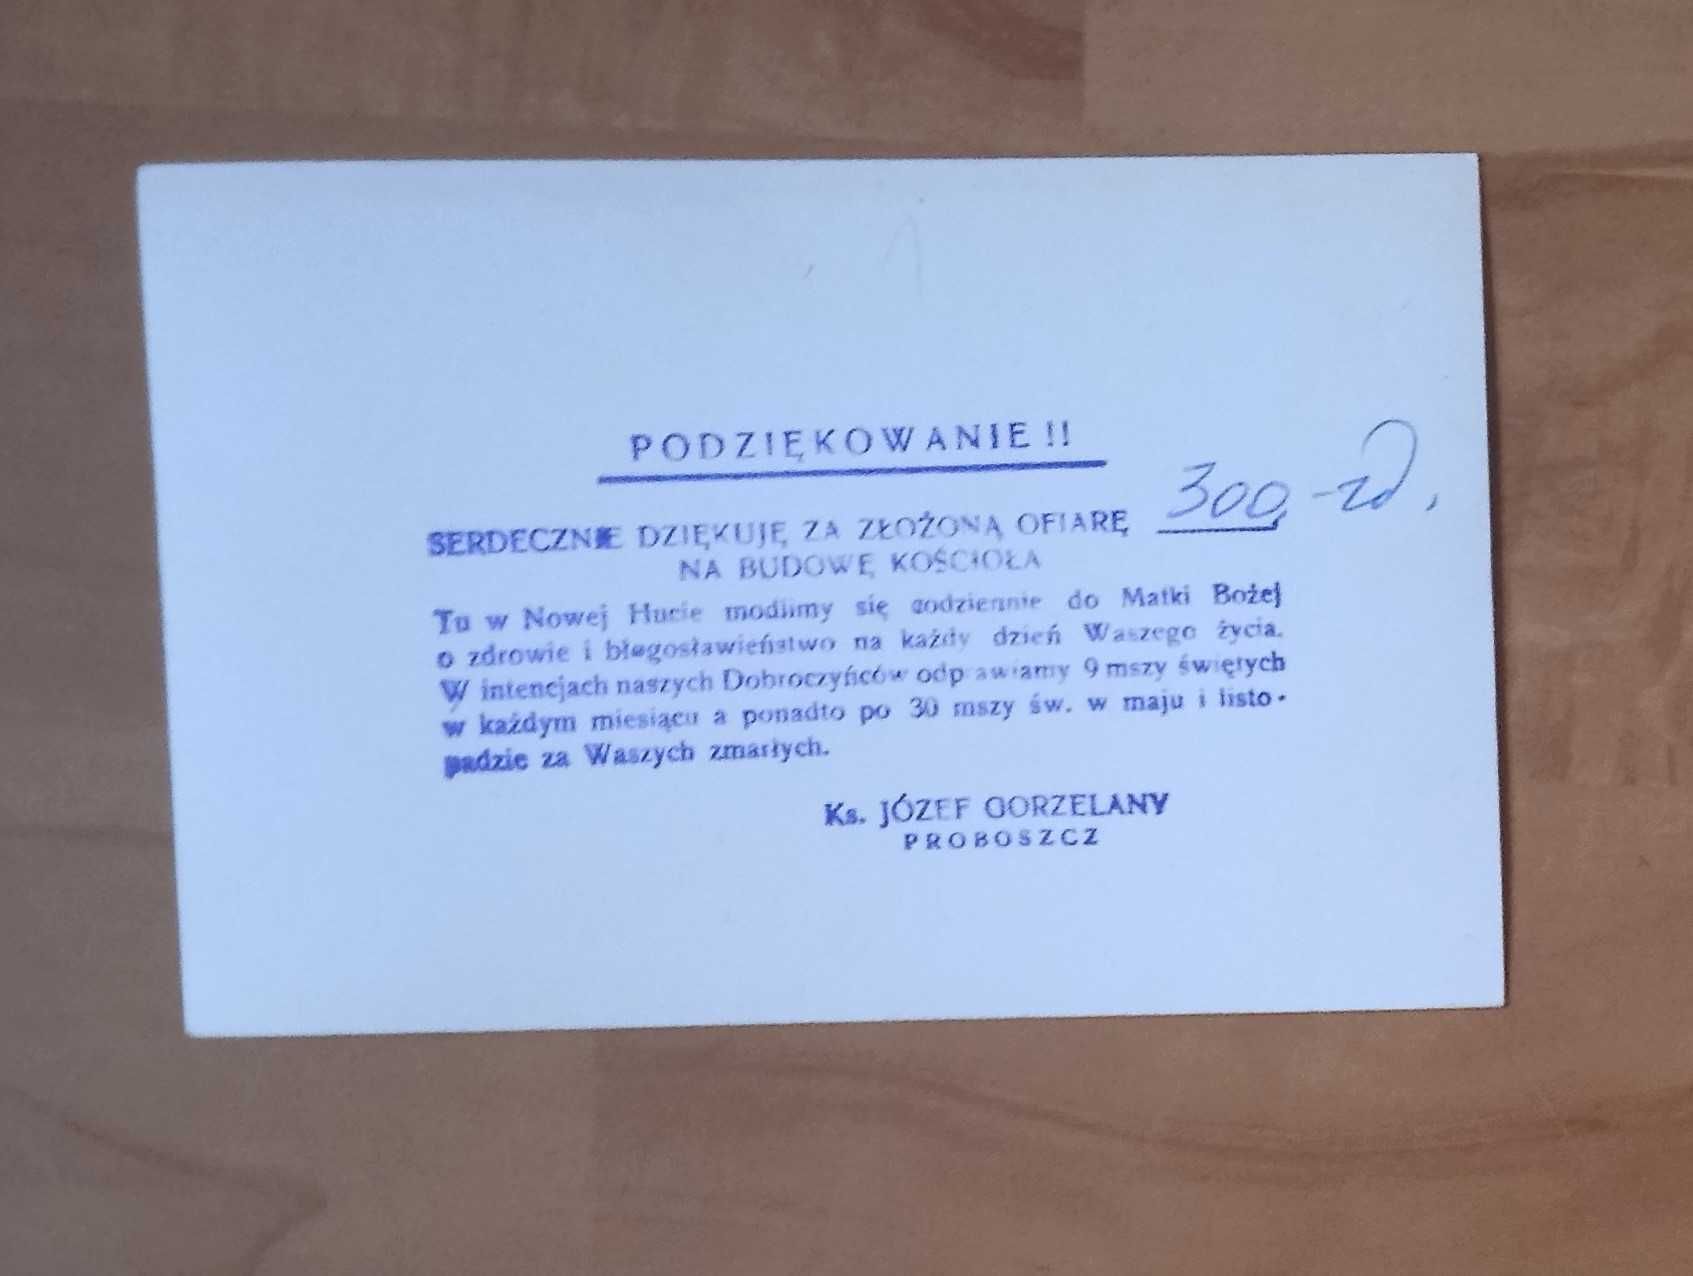 PODZIĘKOWANIE!!
SERDECZNIE DZIĘKUJĘ ZA ZŁOŻONĄ OFIARĘ 300,-zł.
NA BUDOWĘ KOŚCIOŁA
Tu w Nowej Hucie modlimy się codziennie do Matki Bożej
o zdrowie i błogosławieństwo na każdy dzień Waszego życia.
W intencjach naszych Dobroczyńców odprawiamy 9 mszy świętych
w każdym miesiącu a ponadto po 30 mszy św. w maju i listo-
padzie za Waszych zmarłych.
Ks. JÓZEF GORZELANY
PROBOSZCZ